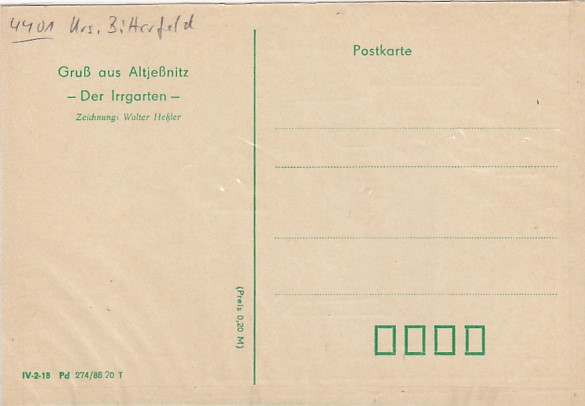 4401 Krs. Bitterfeld
Gruß aus Altjeßnitz
– Der Irrgarten –
Zeichnung: Walter Heßler
Postkarte
(Preis 0,20 M)
IV-2-18 Pd 274/88 20 T